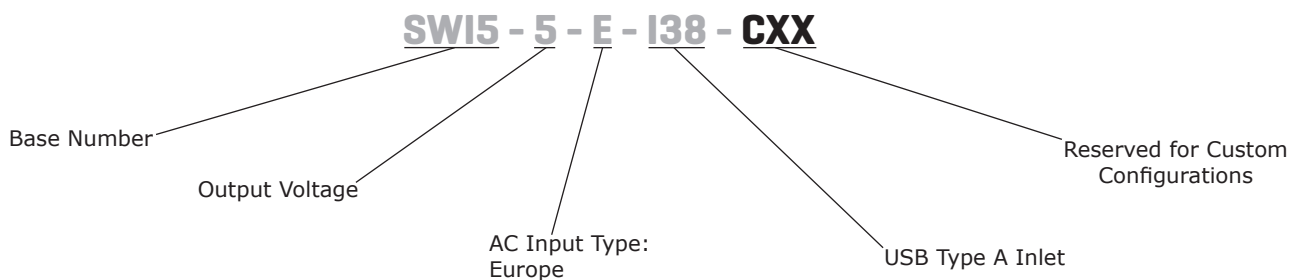 SWI5 - 5 - E - I38 - CXX
Base Number
Output Voltage
AC Input Type:
Europe
USB Type A Inlet
Reserved for Custom
Configurations